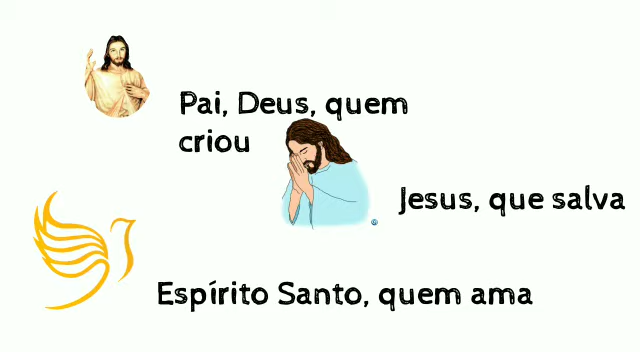 Pai, Deus, quem
criou
Jesus, que salva
Espírito Santo, quem ama